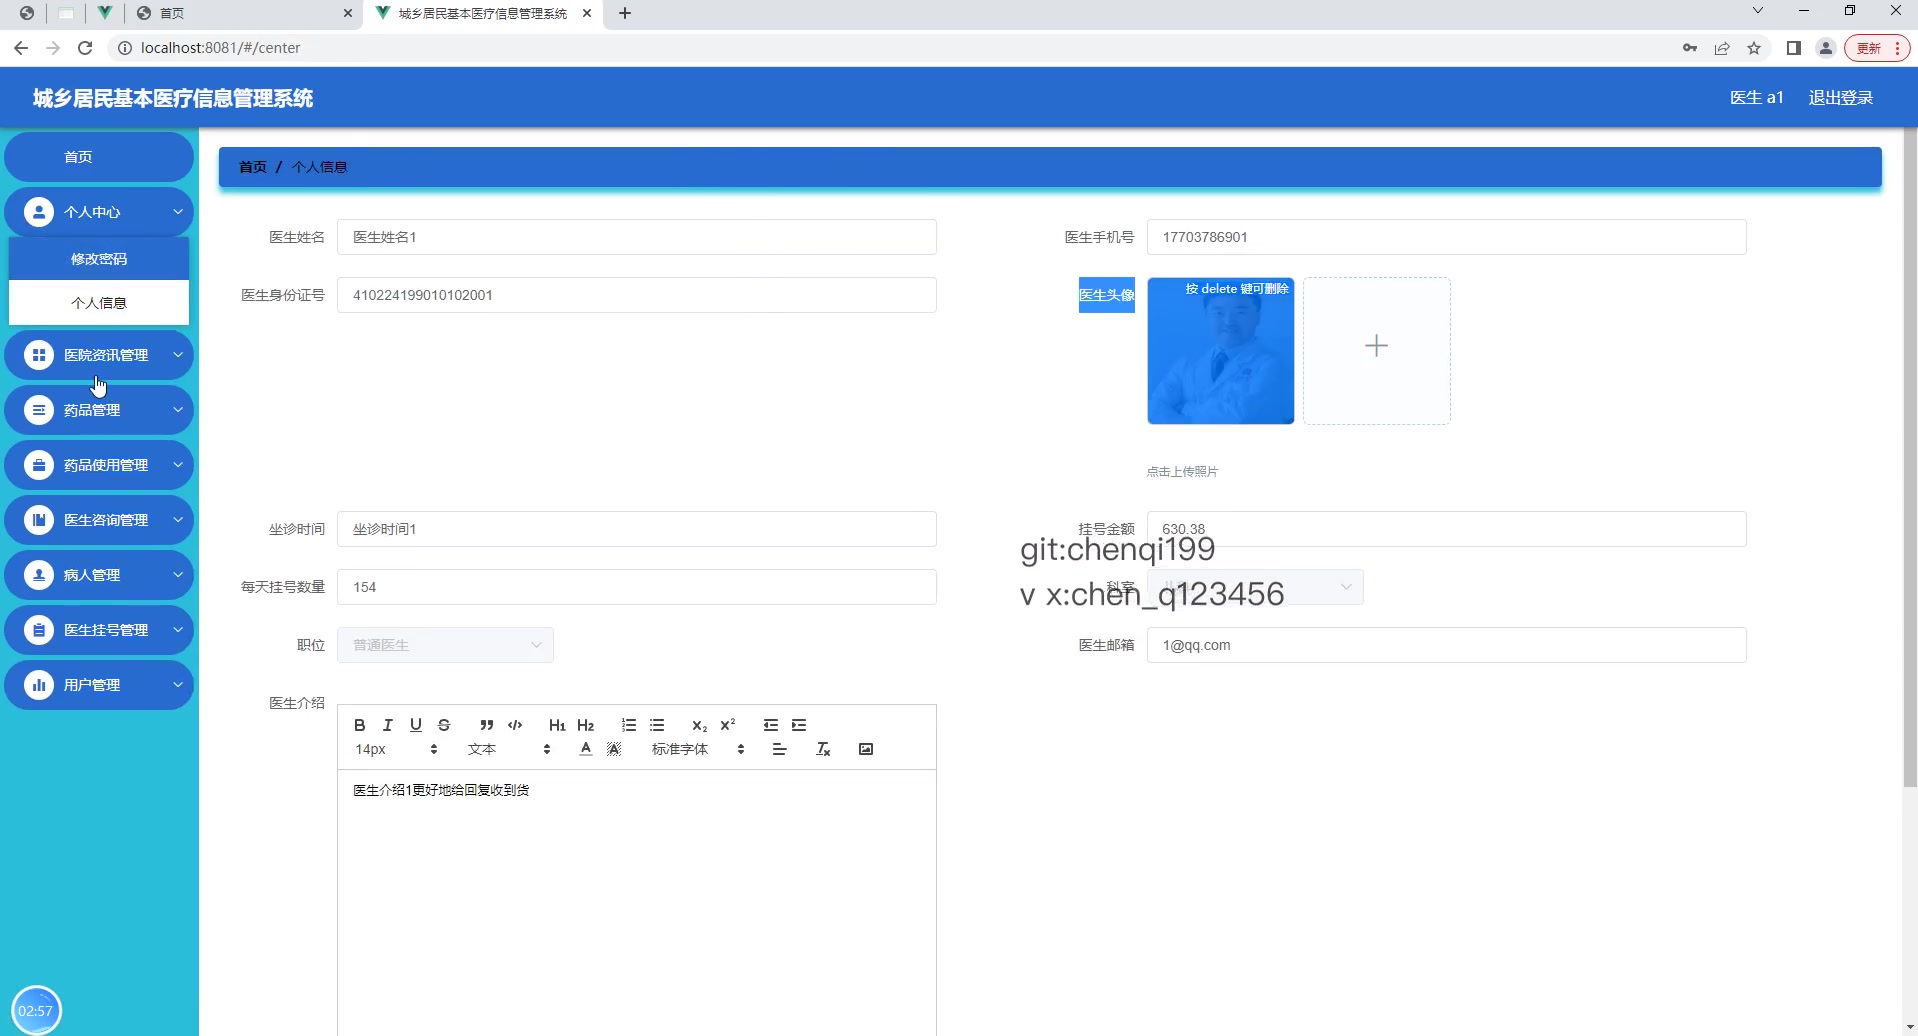 首页
城乡居民基本医疗信息管理系统
localhost:8081/#/center
更新
城乡居民基本医疗信息管理系统
医生 a1
退出登录
首页
个人中心
修改密码
个人信息
医院资讯管理
药品管理
药品使用管理
医生咨询管理
病人管理
医生挂号管理
用户管理
02:57
首页 / 个人信息
医生姓名
医生姓名1
医生手机号
17703786901
医生身份证号
410224199010102001
医生头像
按 delete 键可删除
点击上传照片
坐诊时间
坐诊时间1
挂号金额
630.38
git:chenqi199
每天挂号数量
154
科室
v x:chen_q123456
职位
普通医生
医生邮箱
1@qq.com
医生介绍
B I U S H1 H2 X2 X2
14px 文本 A A 标准字体 Tx
医生介绍1更好地给回复收到货